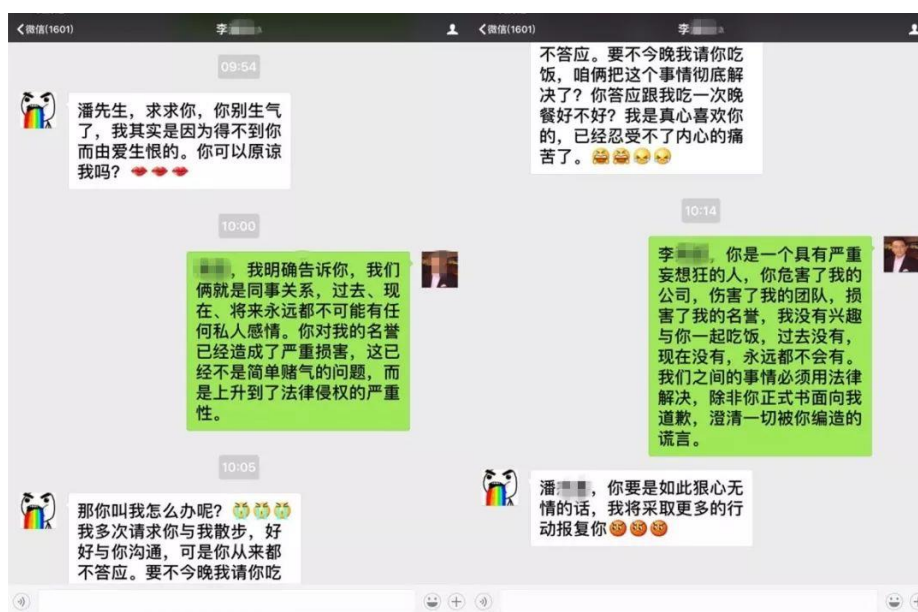 微信(1601)
李
09:54
潘先生，求求你，你别生气
了，我其实是因为得不到你
而由爱生恨的。你可以原谅
我吗？
10:00
，我明确告诉你，我们
俩就是同事关系，过去、现
在、将来永远都不可能有任
何私人感情。你对我的名誉
已经造成了严重损害，这已
经不是简单赌气的问题，而
是上升到了法律侵权的严重
性。
10:05
那你叫我怎么办呢？
我多次请求你与我散步，好
好与你沟通，可是你从来都
不答应。要不今晚我请你吃
微信(1601)
李
不答应。要不今晚我请你吃
饭，咱俩把这个事情彻底解
决了？你答应跟我吃一次晚
餐好不好？我是真心喜欢你
的，已经忍受不了内心的痛
苦了。
10:14
李，你是一个具有严重
妄想狂的人，你危害了我的
公司，伤害了我的团队，损
害了我的名誉，我没有兴趣
与你一起吃饭，过去没有，
现在没有，永远都不会有。
我们之间的事情必须用法律
解决，除非你正式书面向我
道歉，澄清一切被你编造的
谎言。
潘，你要是如此狠心无
情的话，我将采取更多的行
动报复你